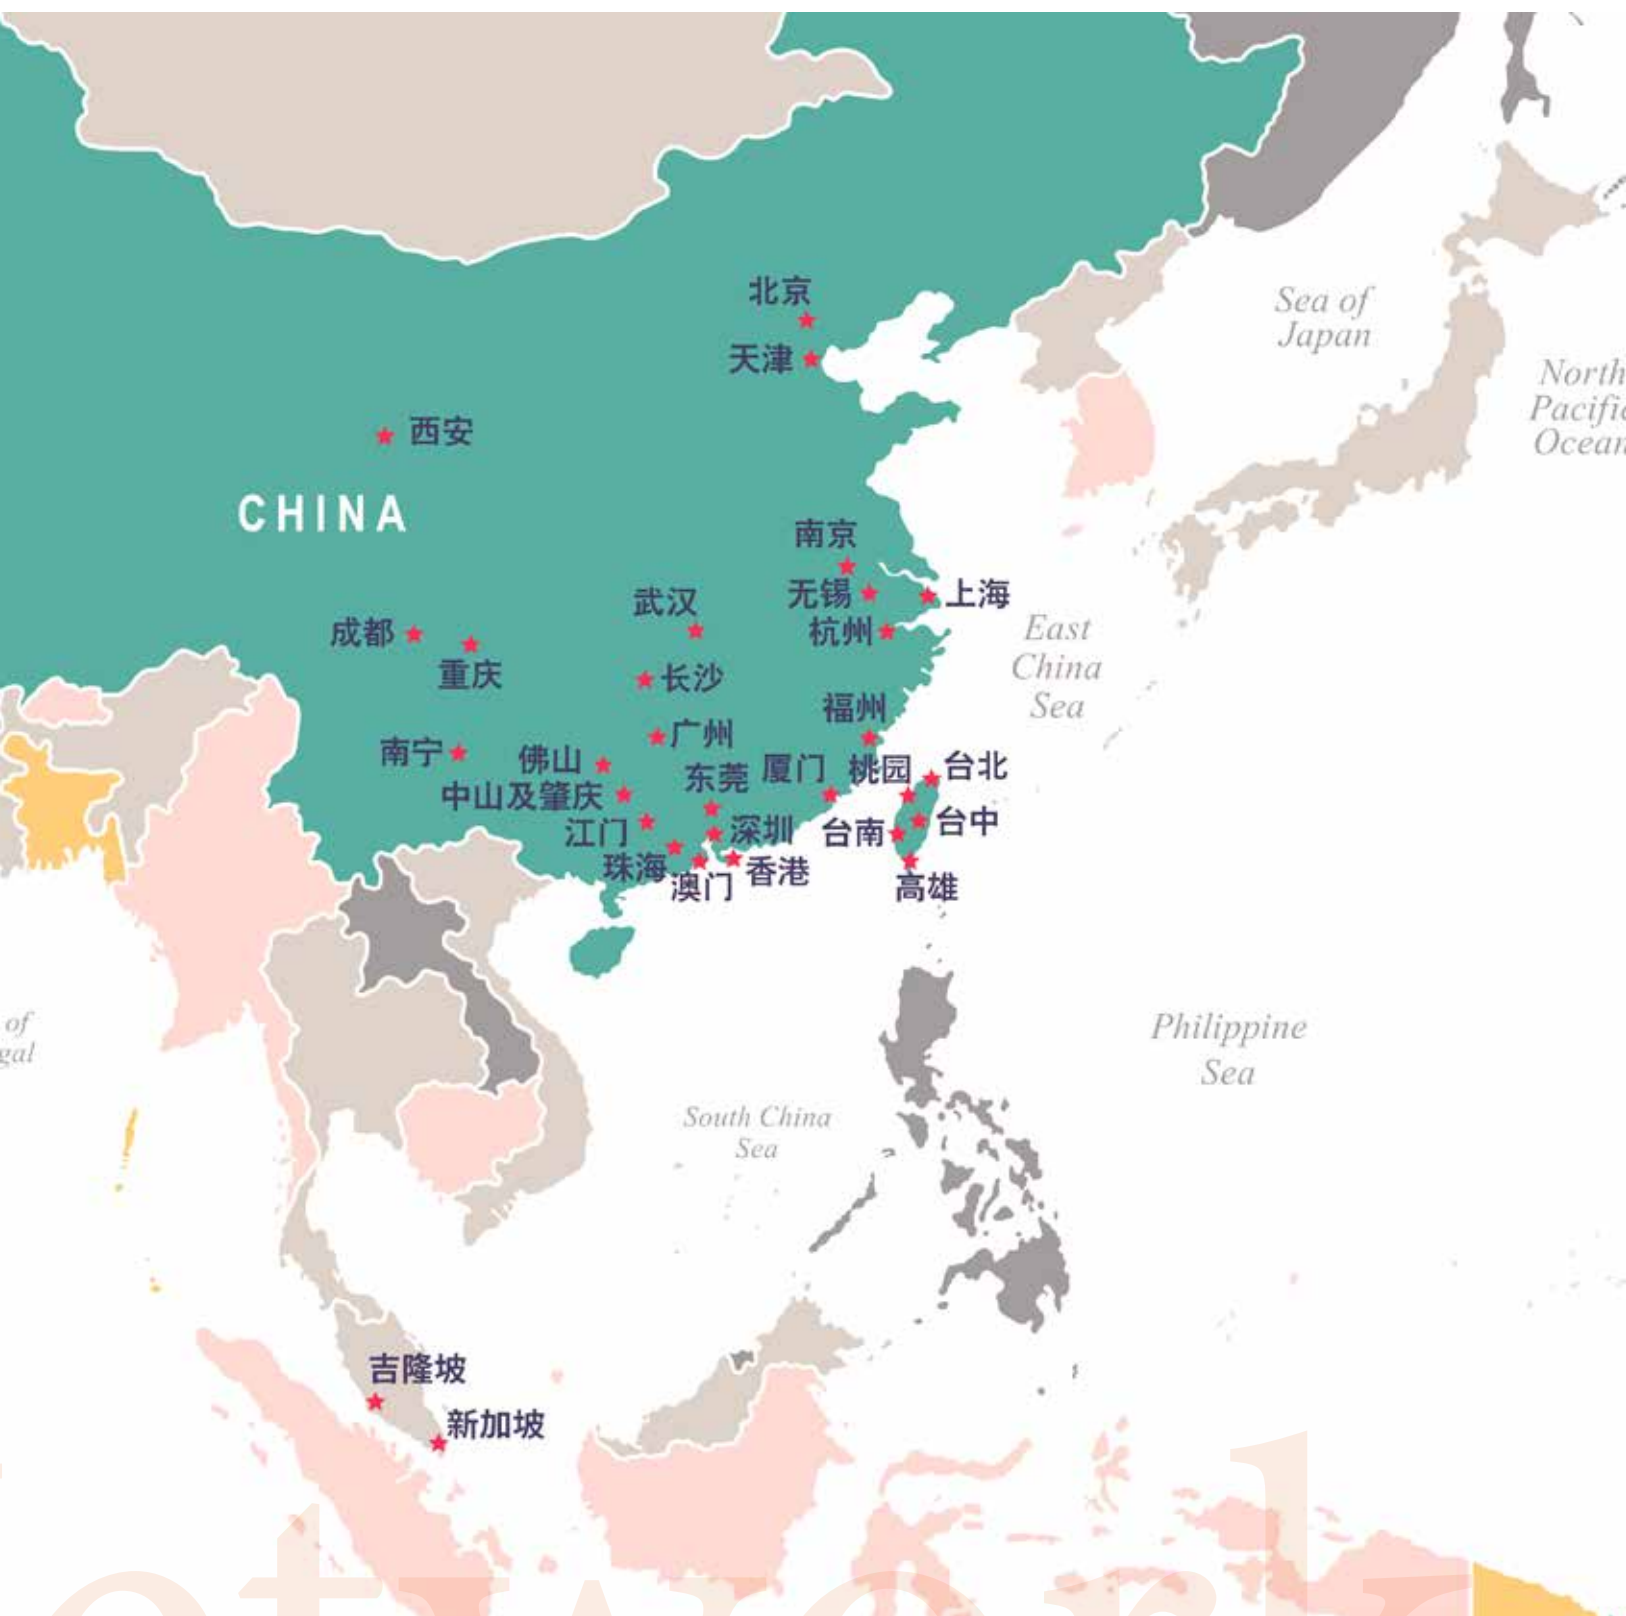 北京
Sea of
Japan
天津
North
Pacific
Ocean
西安
CHINA
南京
无锡
上海
武汉
杭州
成都
East
China
Sea
重庆
长沙
福州
广州
南宁
佛山
东莞
厦门
桃园
台北
中山及肇庆
江门
深圳
台南
台中
珠海
澳门
香港
高雄
of
gal
Philippine
Sea
South China
Sea
吉隆坡
新加坡
etwork